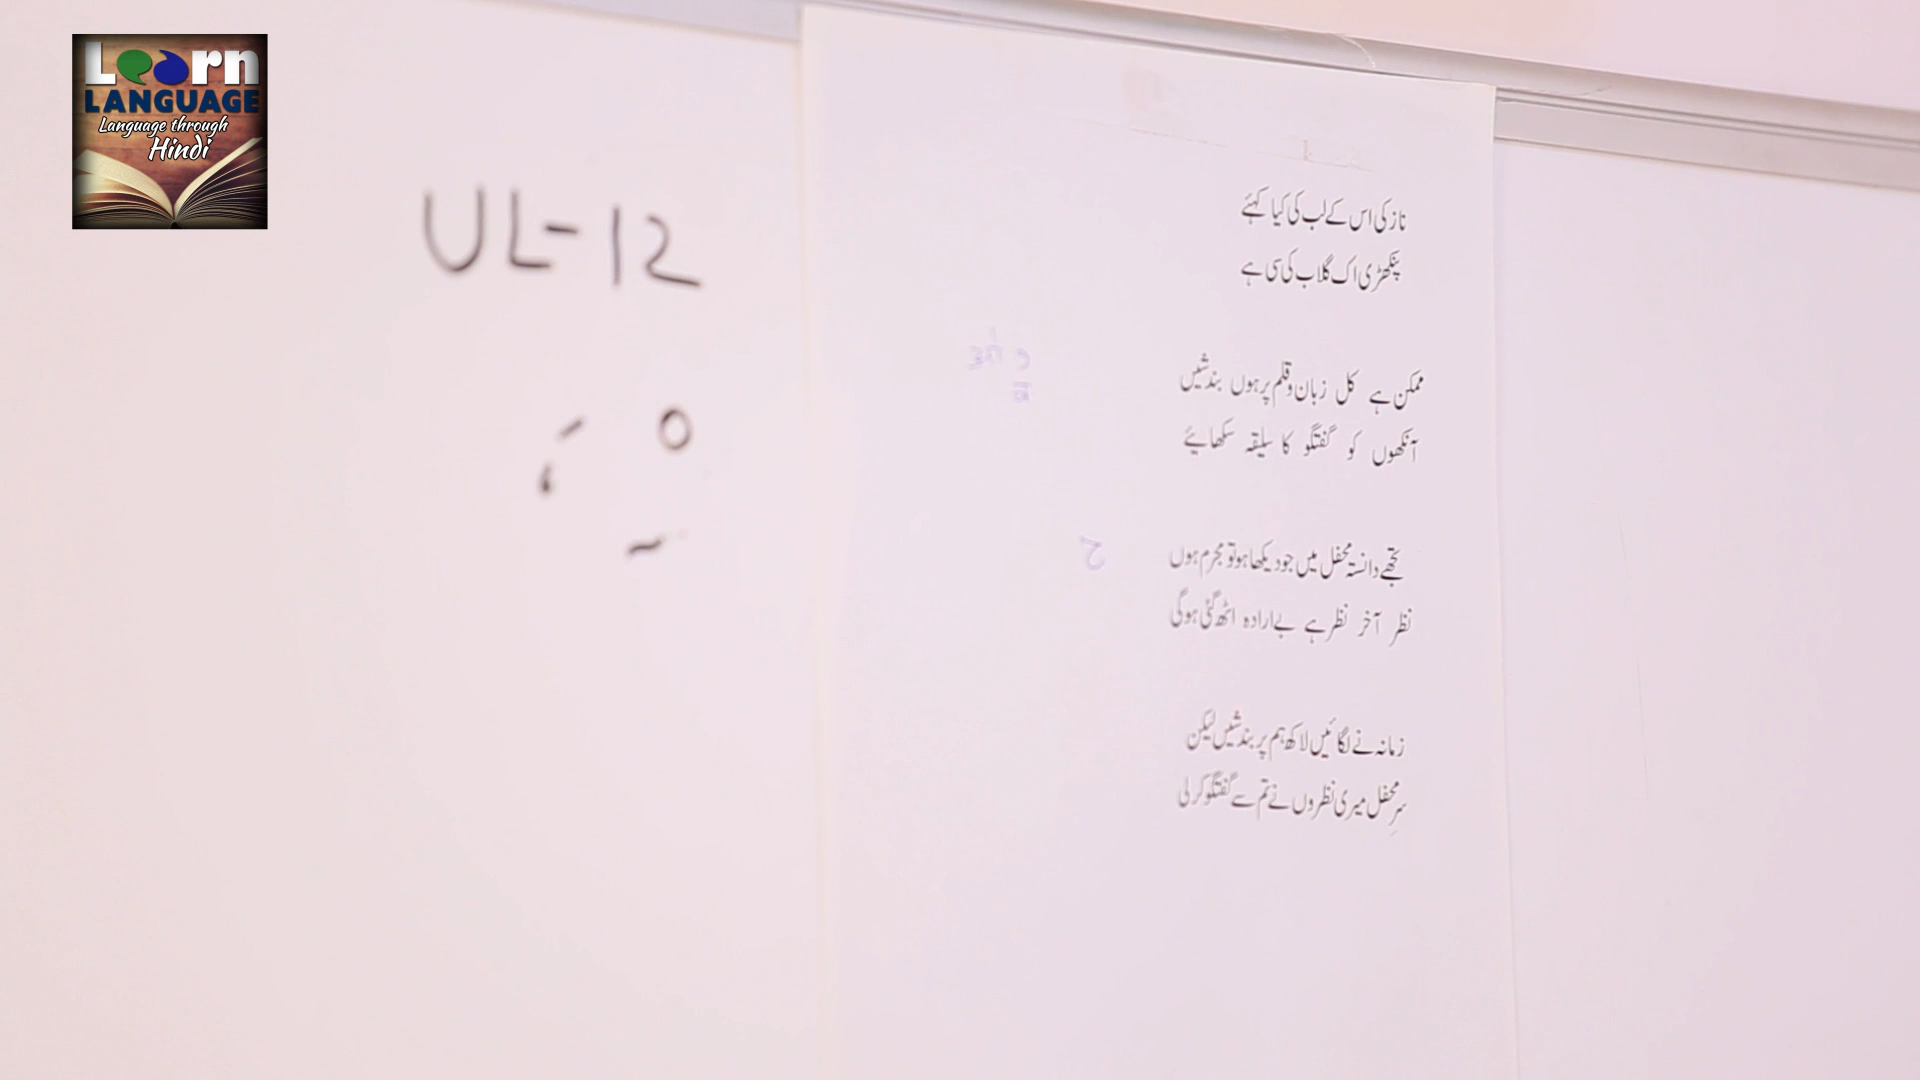 Learn
LANGUAGE
Language through
Hindi
UL-12
نازکی اس کے لب کی کیا کہئے
پنکھڑی اک گلاب کی سی ہے
ممکن ہے کل زبان و قلم پر ہوں بندشیں
آنکھوں کو گفتگو کا سلیقہ سکھائیے
تجھے دانستہ محفل میں جو دیکھا ہو تو مجرم ہوں
نظر آخر نظر ہے بے ارادہ اٹھ گئی ہوگی
زمانہ نے لگائیں لاکھ ہم پر بندشیں لیکن
سرِ محفل میری نظروں نے تم سے گفتگو کر لی